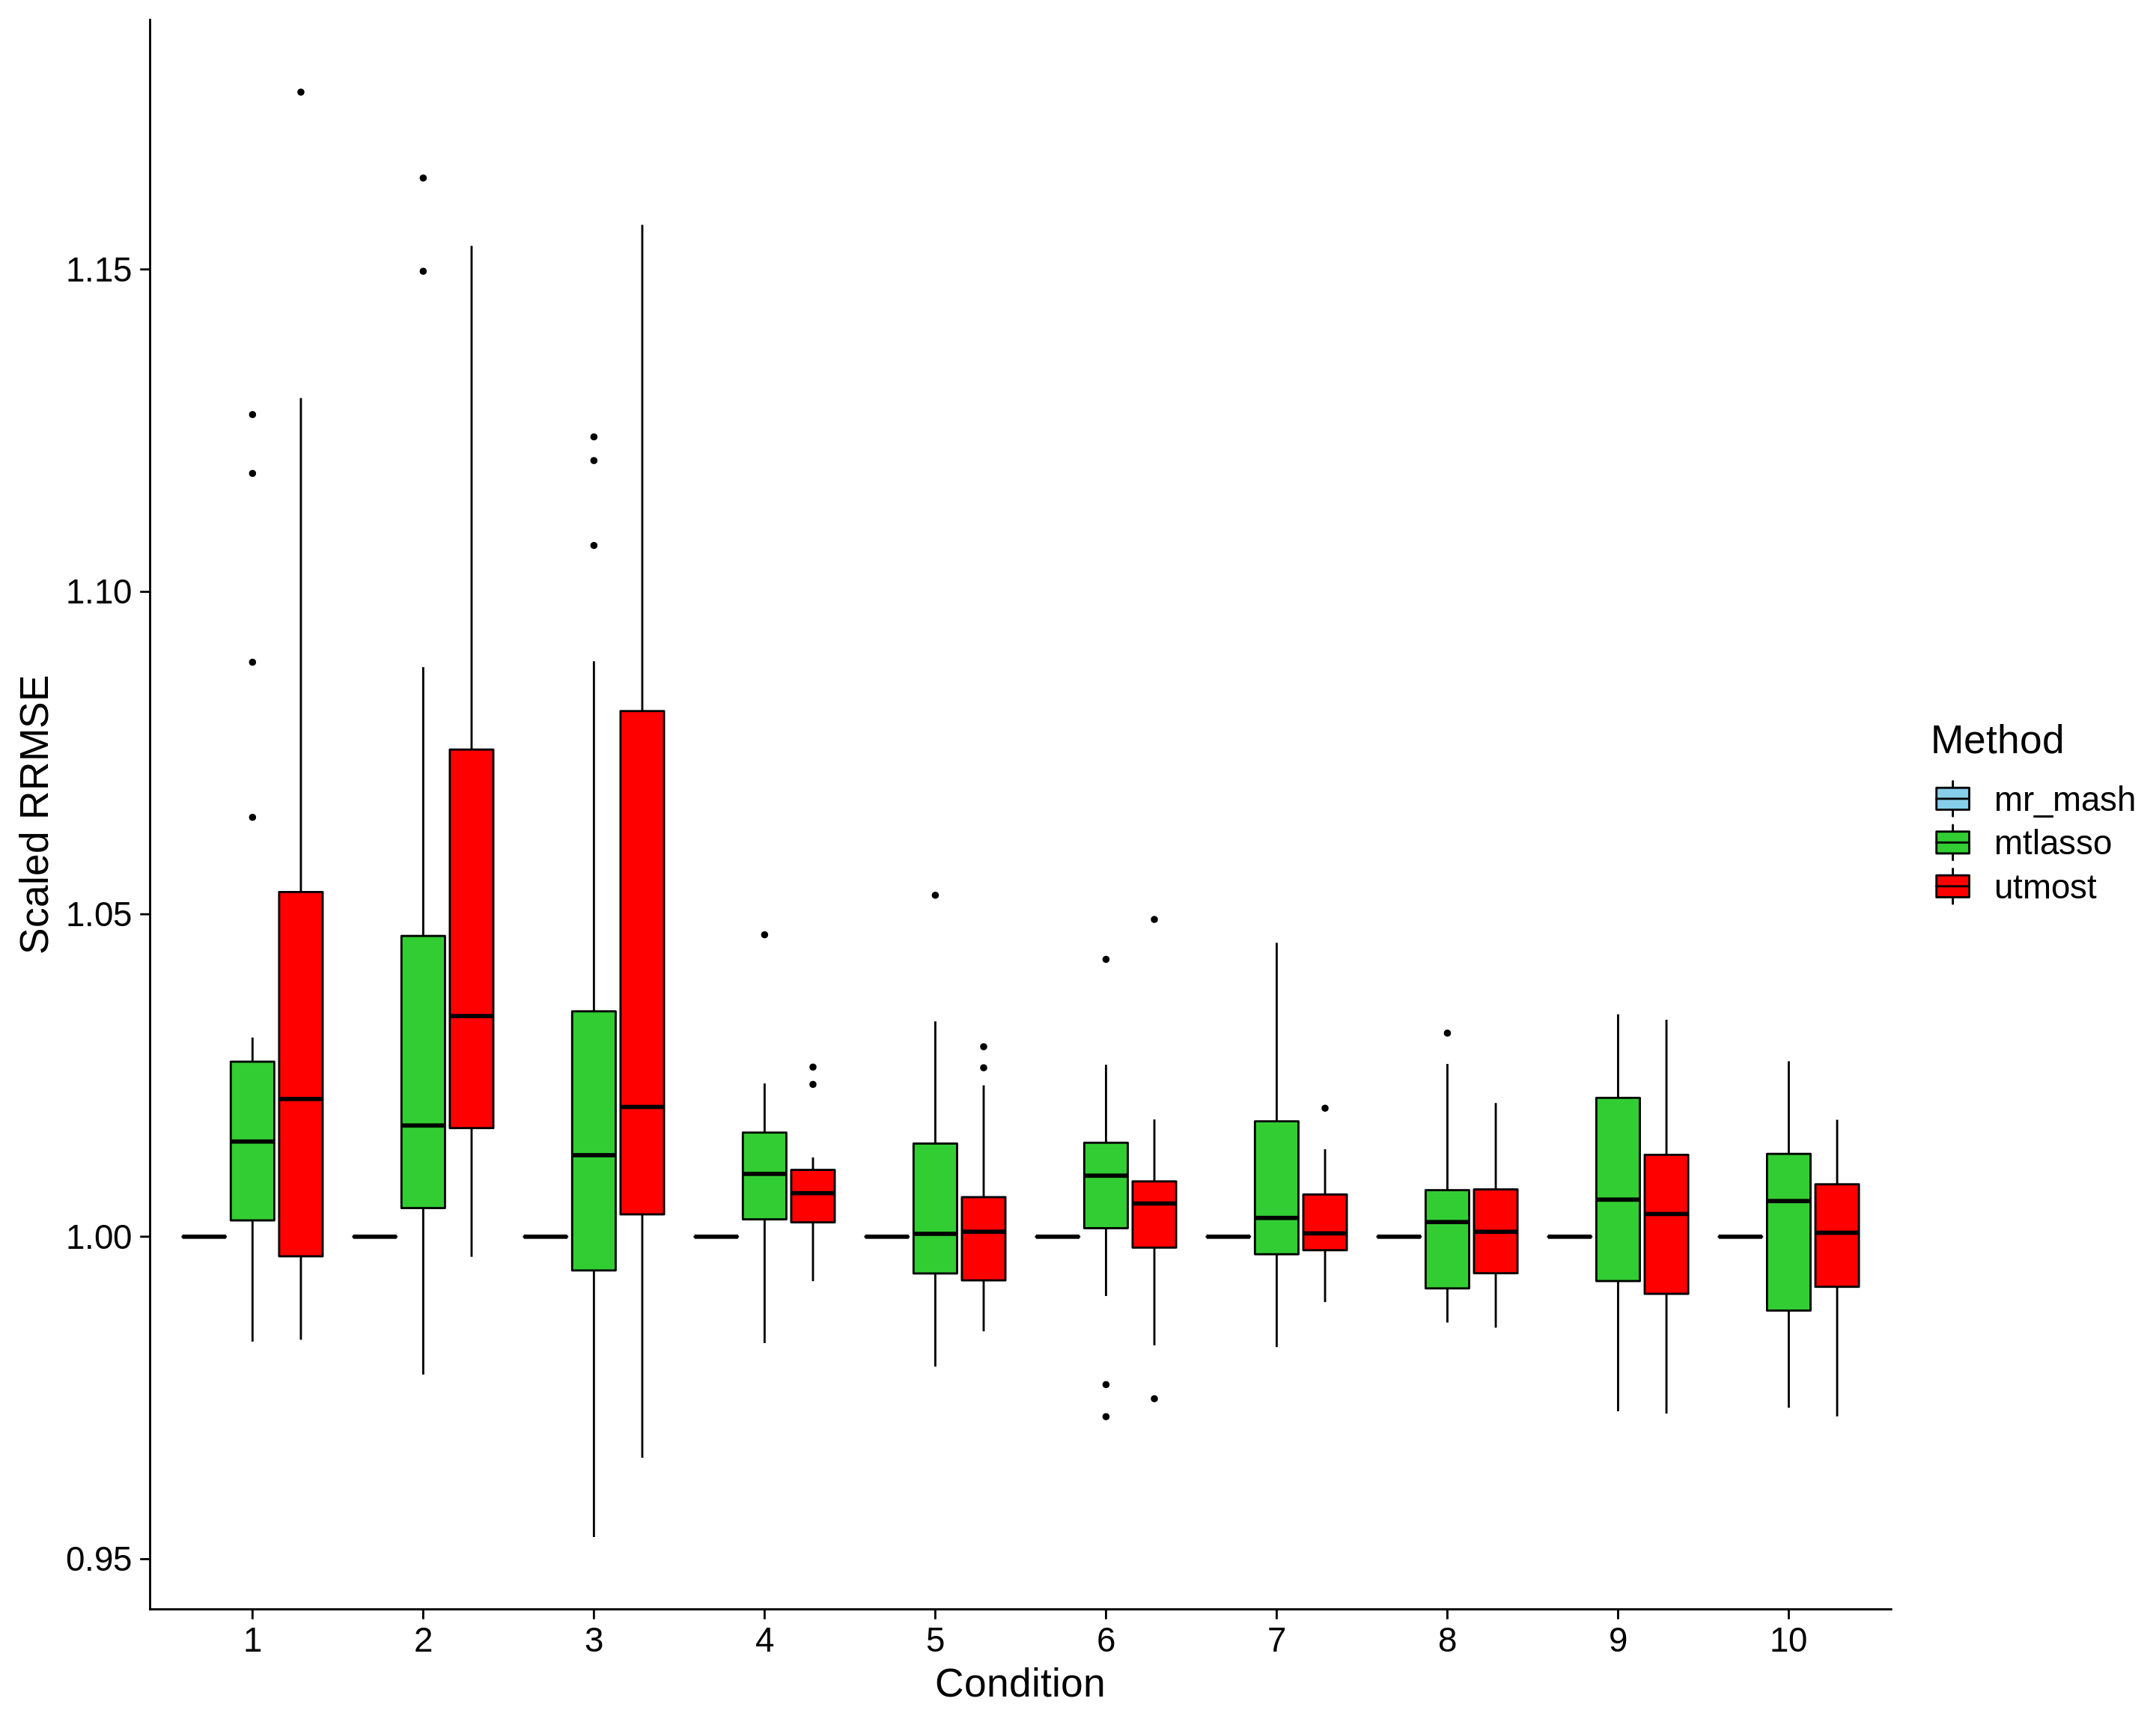 Scaled RRMSE
1.15
1.10
1.05
1.00
0.95
1 2 3 4 5 6 7 8 9 10
Condition
Method
mr_mash
mtlasso
utmost